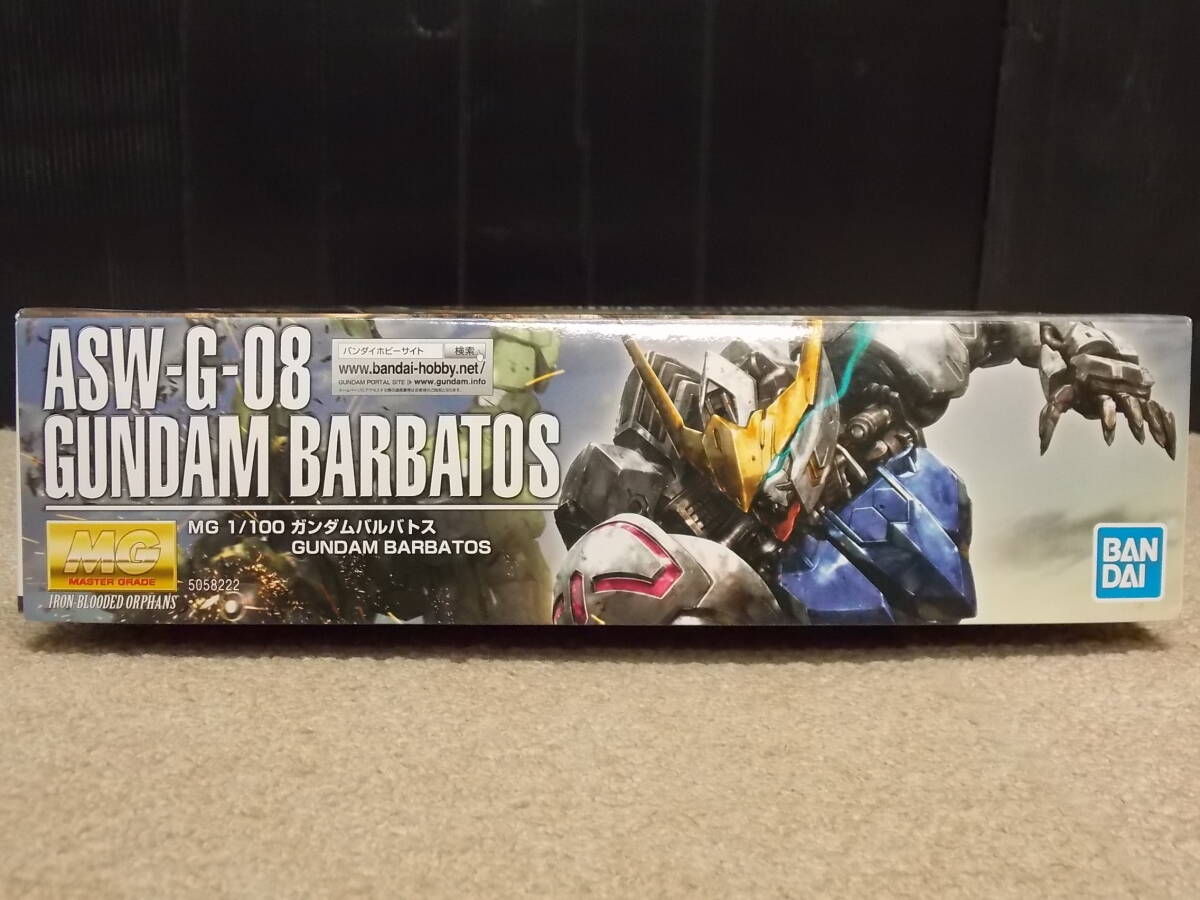 ASW-G-08
GUNDAM BARBATOS
バンダイホビーサイト 検索
www.bandai-hobby.net/
GUNDAM PORTAL SITE www.gundam.info
MG
MASTER GRADE
IRON-BLOODED ORPHANS
MG 1/100 ガンダムバルバトス
GUNDAM BARBATOS
5058222
BAN
DAI